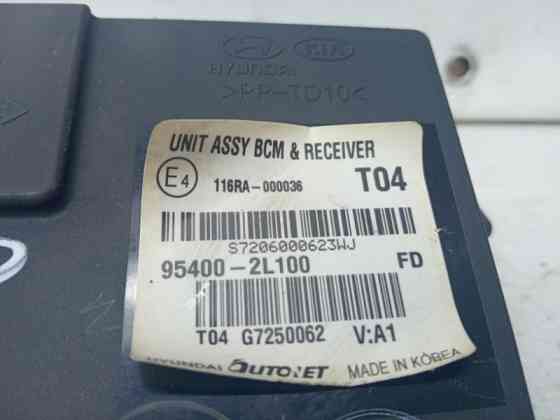 HYUNDAI KIA
>PP-TD10<
UNIT ASSY BCM & RECEIVER
E4 116RA-000036 T04
S7206000623WJ
95400-2L100 FD
T04 G7250062 V:A1
HYUNDAI AUTONET MADE IN KOREA